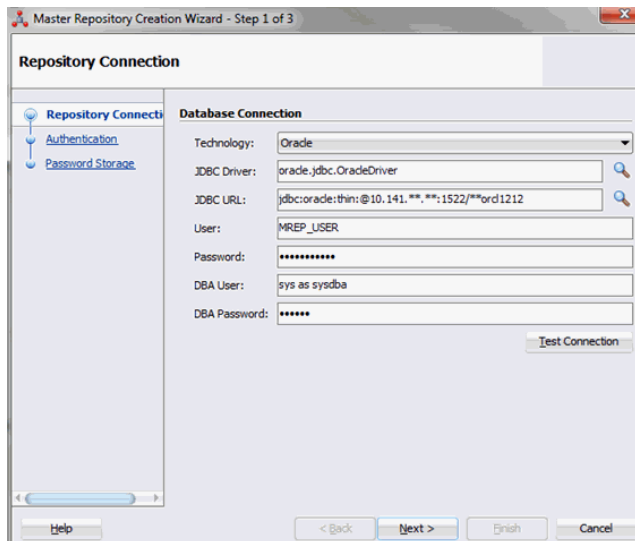 Master Repository Creation Wizard - Step 1 of 3
Repository Connection
Repository Connecti
Authentication
Password Storage
Database Connection
Technology: Oracle
JDBC Driver: oracle.jdbc.OracleDriver
JDBC URL: jdbc:oracle:thin:@10.141.**.**:1522/**orcl1212
User: MREP_USER
Password: •••••••••••
DBA User: sys as sysdba
DBA Password: ••••••
Test Connection
Help
< Back
Next >
Finish
Cancel